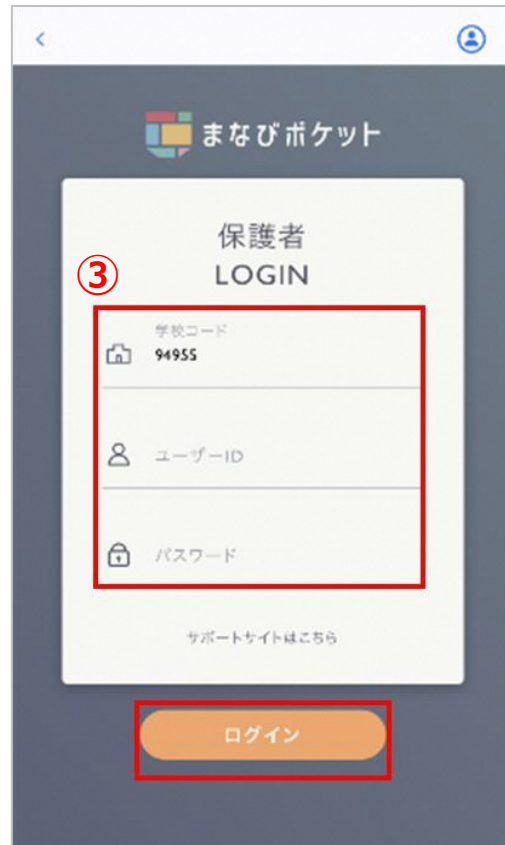 まなびポケット
保護者
LOGIN
③
学校コード
94955
ユーザーID
パスワード
サポートサイトはこちら
ログイン